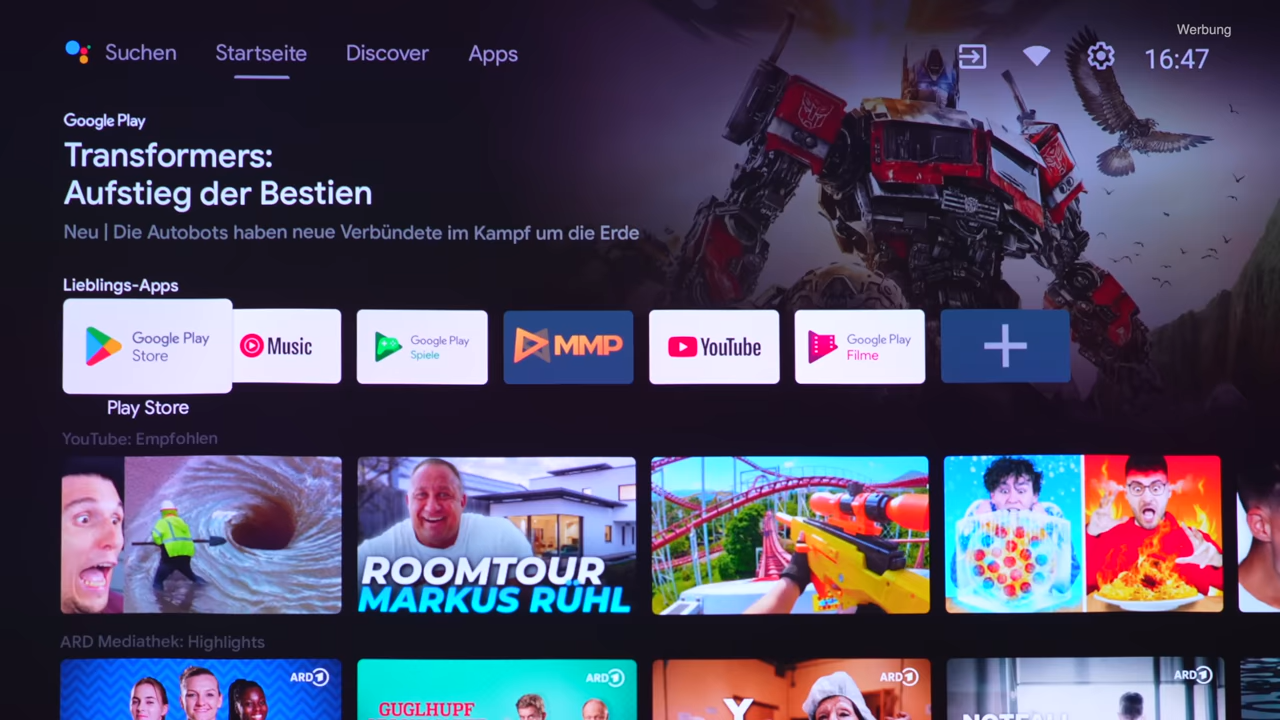 Werbung
Suchen Startseite Discover Apps
16:47
Google Play
Transformers:
Aufstieg der Bestien
Neu | Die Autobots haben neue Verbündete im Kampf um die Erde
Lieblings-Apps
Google Play
Store
Music
Google Play
Spiele
MMP
YouTube
Google Play
Filme
Play Store
YouTube: Empfohlen
ROOMTOUR
MARKUS RÜHL
ARD Mediathek: Highlights
ARD
ARD
GUGLHUPF
ARD
ARD